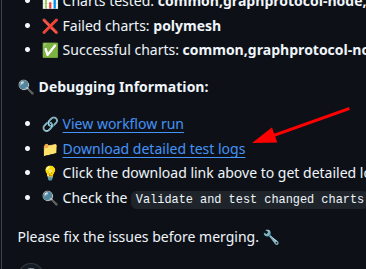 📊 Charts tested: common,graphprotocol-node,
❌ Failed charts: polymesh
✅ Successful charts: common,graphprotocol-no
🔍 Debugging Information:
🔗 View workflow run
📁 Download detailed test logs
💡 Click the download link above to get detailed lo
🔍 Check the Validate and test changed charts
Please fix the issues before merging. 🔧